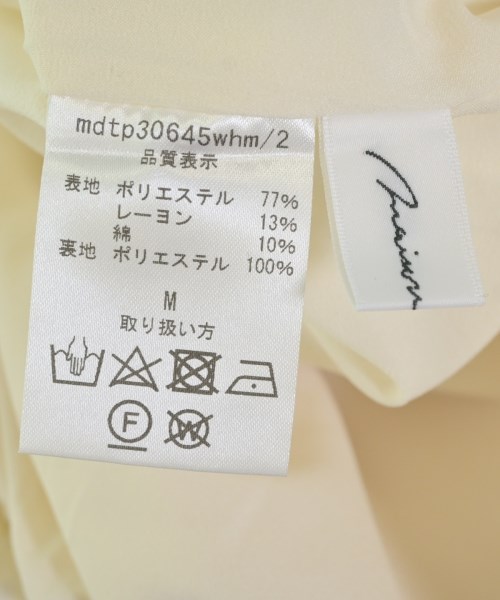 mdtp30645whm/2
品質表示
表地 ポリエステル 77%
レーヨン 13%
綿 10%
裏地 ポリエステル 100%
M
取り扱い方
F
W